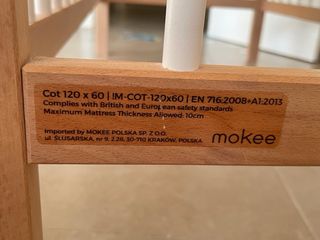 Cot 120 x 60 | IM-COT-120x60 | EN 716:2008+A1:2013
Complies with British and European safety standards
Maximum Mattress Thickness Allowed: 10cm
Imported by MOKEE POLSKA SP. Z O.O.
ul. ŚLUSARSKA, nr 9, 2.28, 30-710 KRAKÓW, POLSKA
mokee